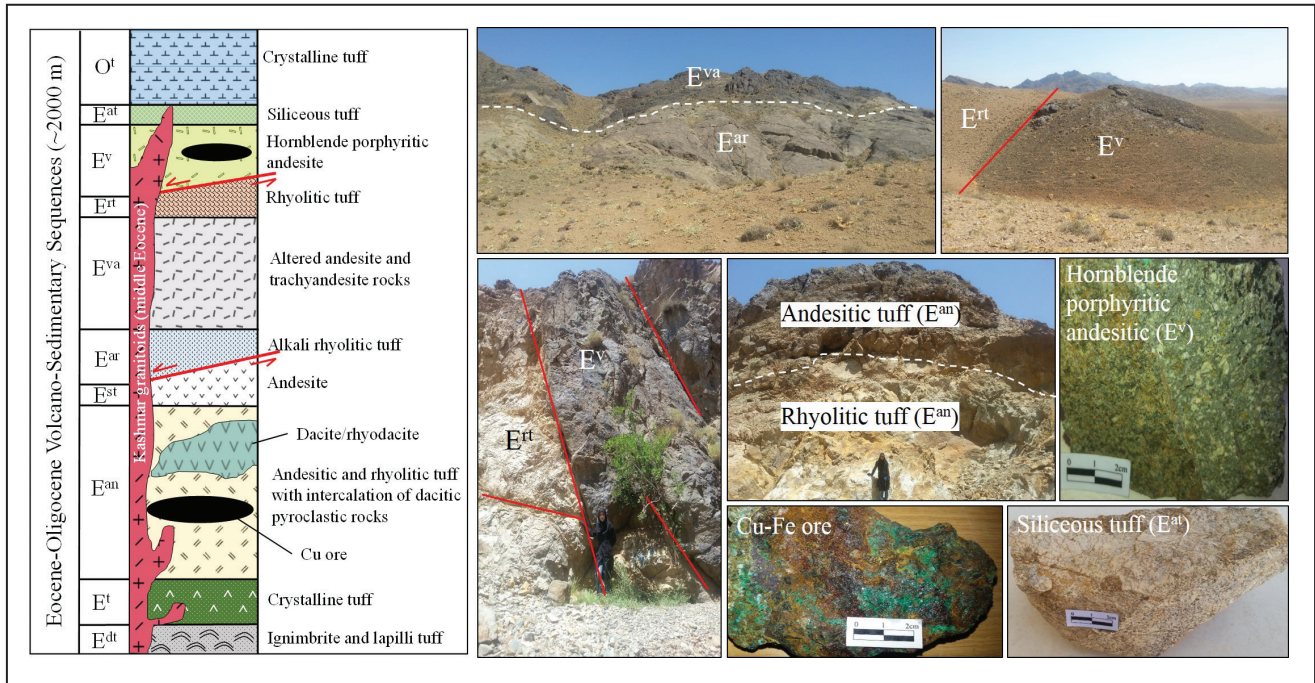 Eocene-Oligocene Volcano-Sedimentary Sequences (~2000 m)
Kashmar granitoids (middle Eocene)
Oᵗ
Crystalline tuff
Eᵃᵗ
Siliceous tuff
Eᵛ
Hornblende porphyritic
andesite
Eʳᵗ
Rhyolitic tuff
Eᵛᵃ
Altered andesite and
trachyandesite rocks
Eᵃʳ
Alkali rhyolitic tuff
Andesite
Eˢᵗ
Dacite/rhyodacite
Eᵃⁿ
Andesitic and rhyolitic tuff
with intercalation of dacitic
pyroclastic rocks
Cu ore
Eᵗ
Crystalline tuff
Eᵈᵗ
Ignimbrite and lapilli tuff
Eᵛᵃ
Eᵃʳ
Eʳᵗ
Eᵛ
Eᵛ
Eʳᵗ
Andesitic tuff (Eᵃⁿ)
Rhyolitic tuff (Eᵃⁿ)
Hornblende
porphyritic
andesitic (Eᵛ)
0 1 2cm
Cu-Fe ore
0 1 2cm
Siliceous tuff (Eᵃᵗ)
0 1 2cm